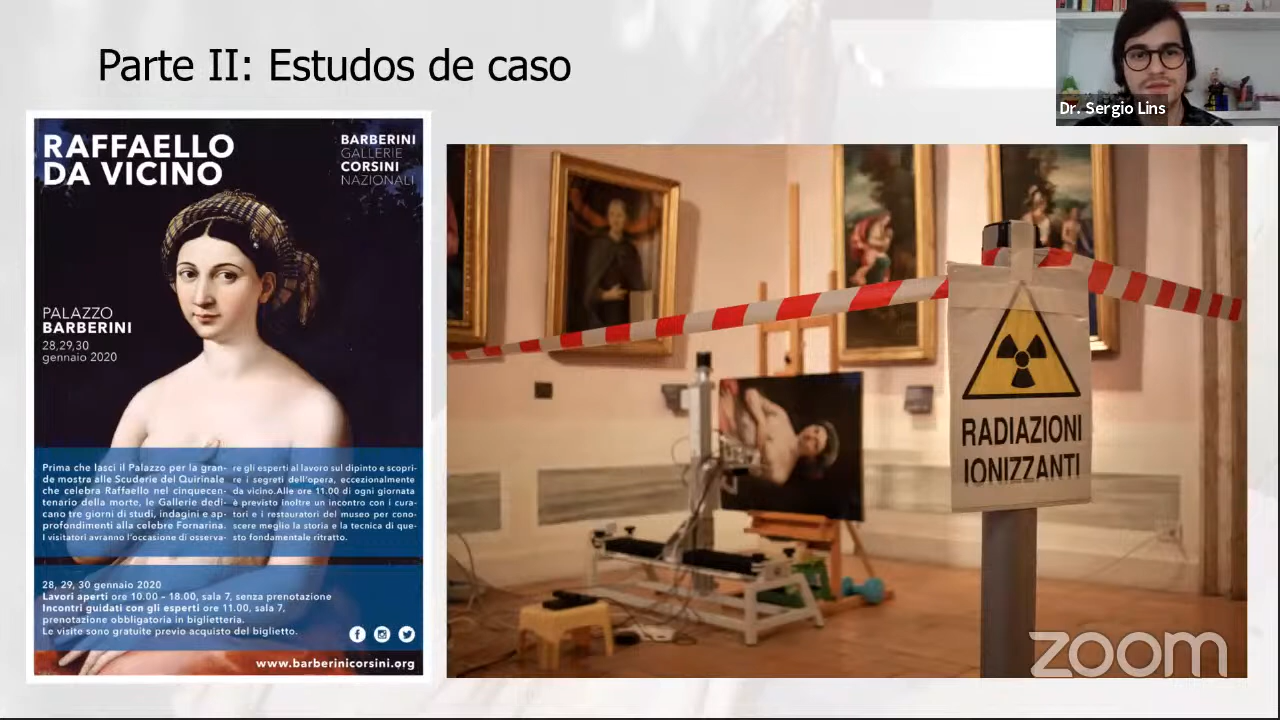 Parte II: Estudos de caso
Dr. Sergio Lins
RAFFAELLO
DA VICINO
BARBERINI
GALLERIE
CORSINI
NAZIONALI
PALAZZO
BARBERINI
28,29,30
gennaio 2020
Prima che lasci il Palazzo per la gran-
de mostra alle Scuderie del Quirinale
che celebra Raffaello nel cinquecen-
tenario della morte, le Gallerie dedi-
cano tre giorni di studi, indagini e ap-
profondimenti alla celebre Fornarina.
I visitatori avranno l'occasione di osserva-
re gli esperti al lavoro sul dipinto e scopri-
re i segreti dell'opera, eccezionalmente
da vicino.Alle ore 11.00 di ogni giornata
è previsto inoltre un incontro con i cura-
tori e i restauratori del museo per cono-
scere meglio la storia e la tecnica di que-
sto fondamentale ritratto.
28, 29, 30 gennaio 2020
Lavori aperti ore 10.00 – 18.00, sala 7, senza prenotazione
Incontri guidati con gli esperti ore 11.00, sala 7,
prenotazione obbligatoria in biglietteria.
Le visite sono gratuite previo acquisto del biglietto.
www.barberinicorsini.org
RADIAZIONI
IONIZZANTI
zoom